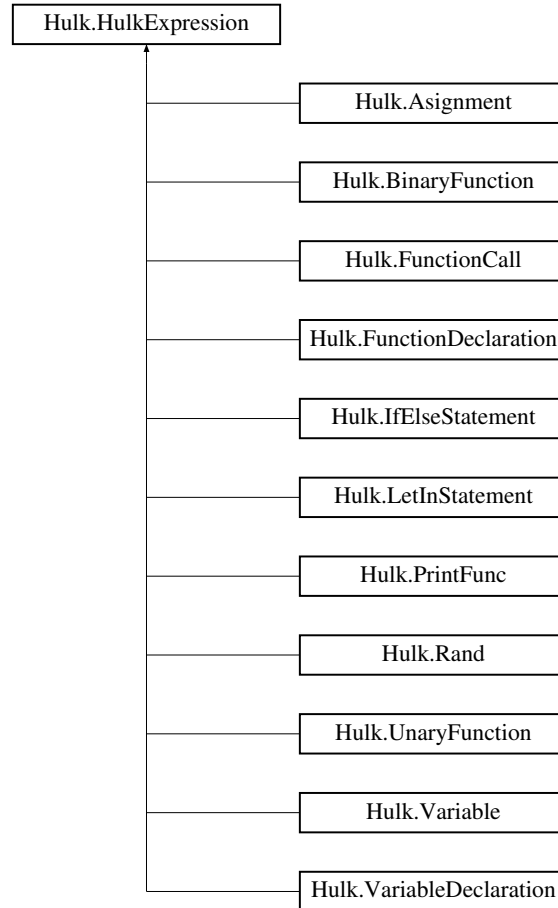 Hulk.HulkExpression
Hulk.Asignment
Hulk.BinaryFunction
Hulk.FunctionCall
Hulk.FunctionDeclaration
Hulk.IfElseStatement
Hulk.LetInStatement
Hulk.PrintFunc
Hulk.Rand
Hulk.UnaryFunction
Hulk.Variable
Hulk.VariableDeclaration